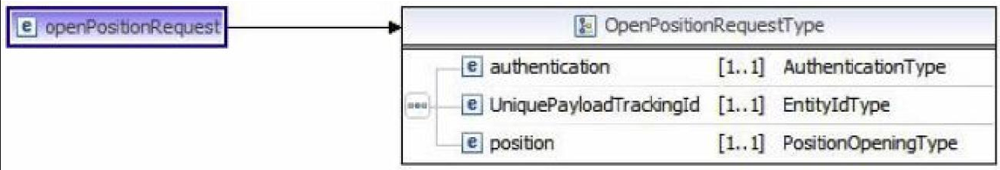 e openPositionRequest
OpenPositionRequestType
e authentication [1..1] AuthenticationType
e UniquePayloadTrackingId [1..1] EntityIdType
e position [1..1] PositionOpeningType